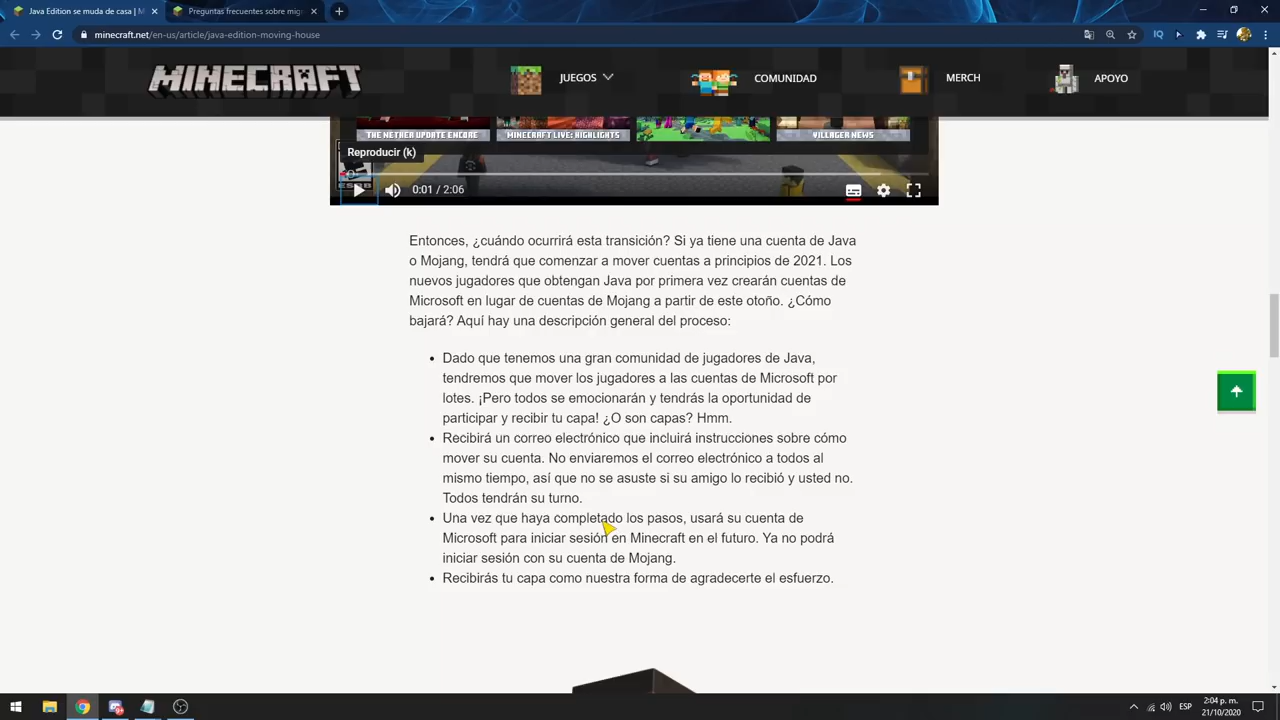 Java Edition se muda de casa | M
Preguntas frecuentes sobre migr
minecraft.net/en-us/article/java-edition-moving-house
MINECRAFT
JUEGOS
COMUNIDAD
MERCH
APOYO
THE NETHER UPDATE ENCORE
MINECRAFT LIVE: HIGHLIGHTS
VILLAGER NEWS
Reproducir (k)
ESRB
0:01 / 2:06
Entonces, ¿cuándo ocurrirá esta transición? Si ya tiene una cuenta de Java
o Mojang, tendrá que comenzar a mover cuentas a principios de 2021. Los
nuevos jugadores que obtengan Java por primera vez crearán cuentas de
Microsoft en lugar de cuentas de Mojang a partir de este otoño. ¿Cómo
bajará? Aquí hay una descripción general del proceso:
Dado que tenemos una gran comunidad de jugadores de Java,
tendremos que mover los jugadores a las cuentas de Microsoft por
lotes. ¡Pero todos se emocionarán y tendrás la oportunidad de
participar y recibir tu capa! ¿O son capas? Hmm.
Recibirá un correo electrónico que incluirá instrucciones sobre cómo
mover su cuenta. No enviaremos el correo electrónico a todos al
mismo tiempo, así que no se asuste si su amigo lo recibió y usted no.
Todos tendrán su turno.
Una vez que haya completado los pasos, usará su cuenta de
Microsoft para iniciar sesión en Minecraft en el futuro. Ya no podrá
iniciar sesión con su cuenta de Mojang.
Recibirás tu capa como nuestra forma de agradecerte el esfuerzo.
ESP
2:04 p. m.
21/10/2020